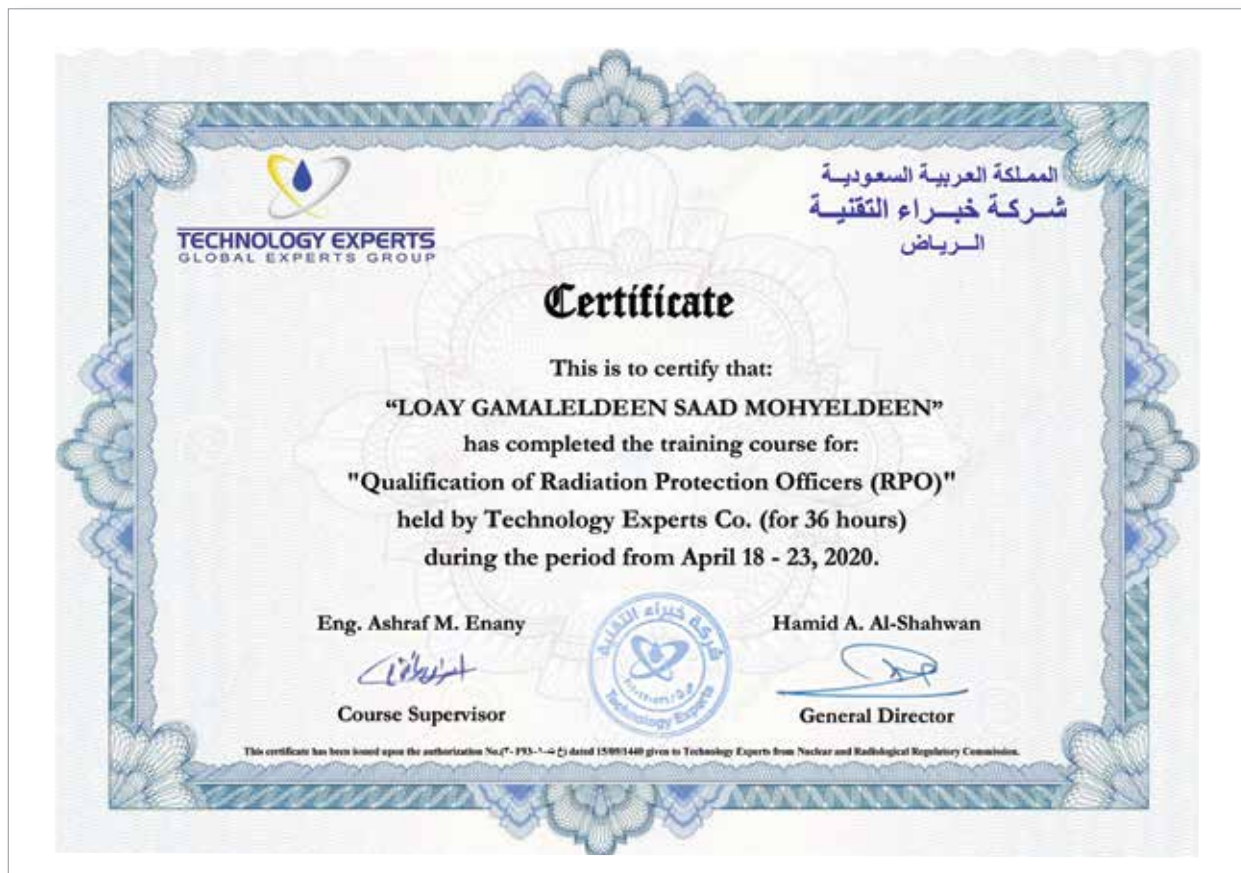 TECHNOLOGY EXPERTS
GLOBAL EXPERTS GROUP
المملكة العربية السعودية
شركة خبراء التقنية
الرياض
Certificate
This is to certify that:
“LOAY GAMALELDEEN SAAD MOHYELDEEN”
has completed the training course for:
"Qualification of Radiation Protection Officers (RPO)"
held by Technology Experts Co. (for 36 hours)
during the period from April 18 - 23, 2020.
Eng. Ashraf M. Enany
Course Supervisor
شركة خبراء التقنية
Technology Experts
Hamid A. Al-Shahwan
General Director
This certificate has been issued upon the authorization No. dated 15/09/1440 given to Technology Experts from Nuclear and Radiological Regulatory Commission.